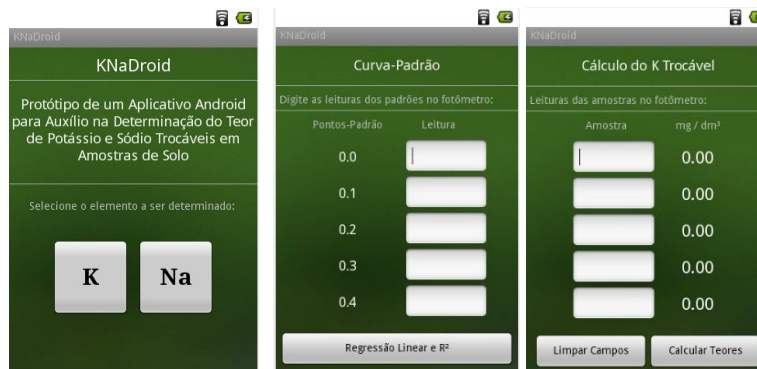 KNaDroid
KNaDroid
Protótipo de um Aplicativo Android
para Auxílio na Determinação do Teor
de Potássio e Sódio Trocáveis em
Amostras de Solo
Selecione o elemento a ser determinado:
K Na
KNaDroid
Curva-Padrão
Digite as leituras dos padrões no fotômetro:
Pontos-Padrão Leitura
0.0
0.1
0.2
0.3
0.4
Regressão Linear e R²
KNaDroid
Cálculo do K Trocável
Leituras das amostras no fotômetro:
Amostra mg / dm³
0.00
0.00
0.00
0.00
0.00
Limpar Campos Calcular Teores